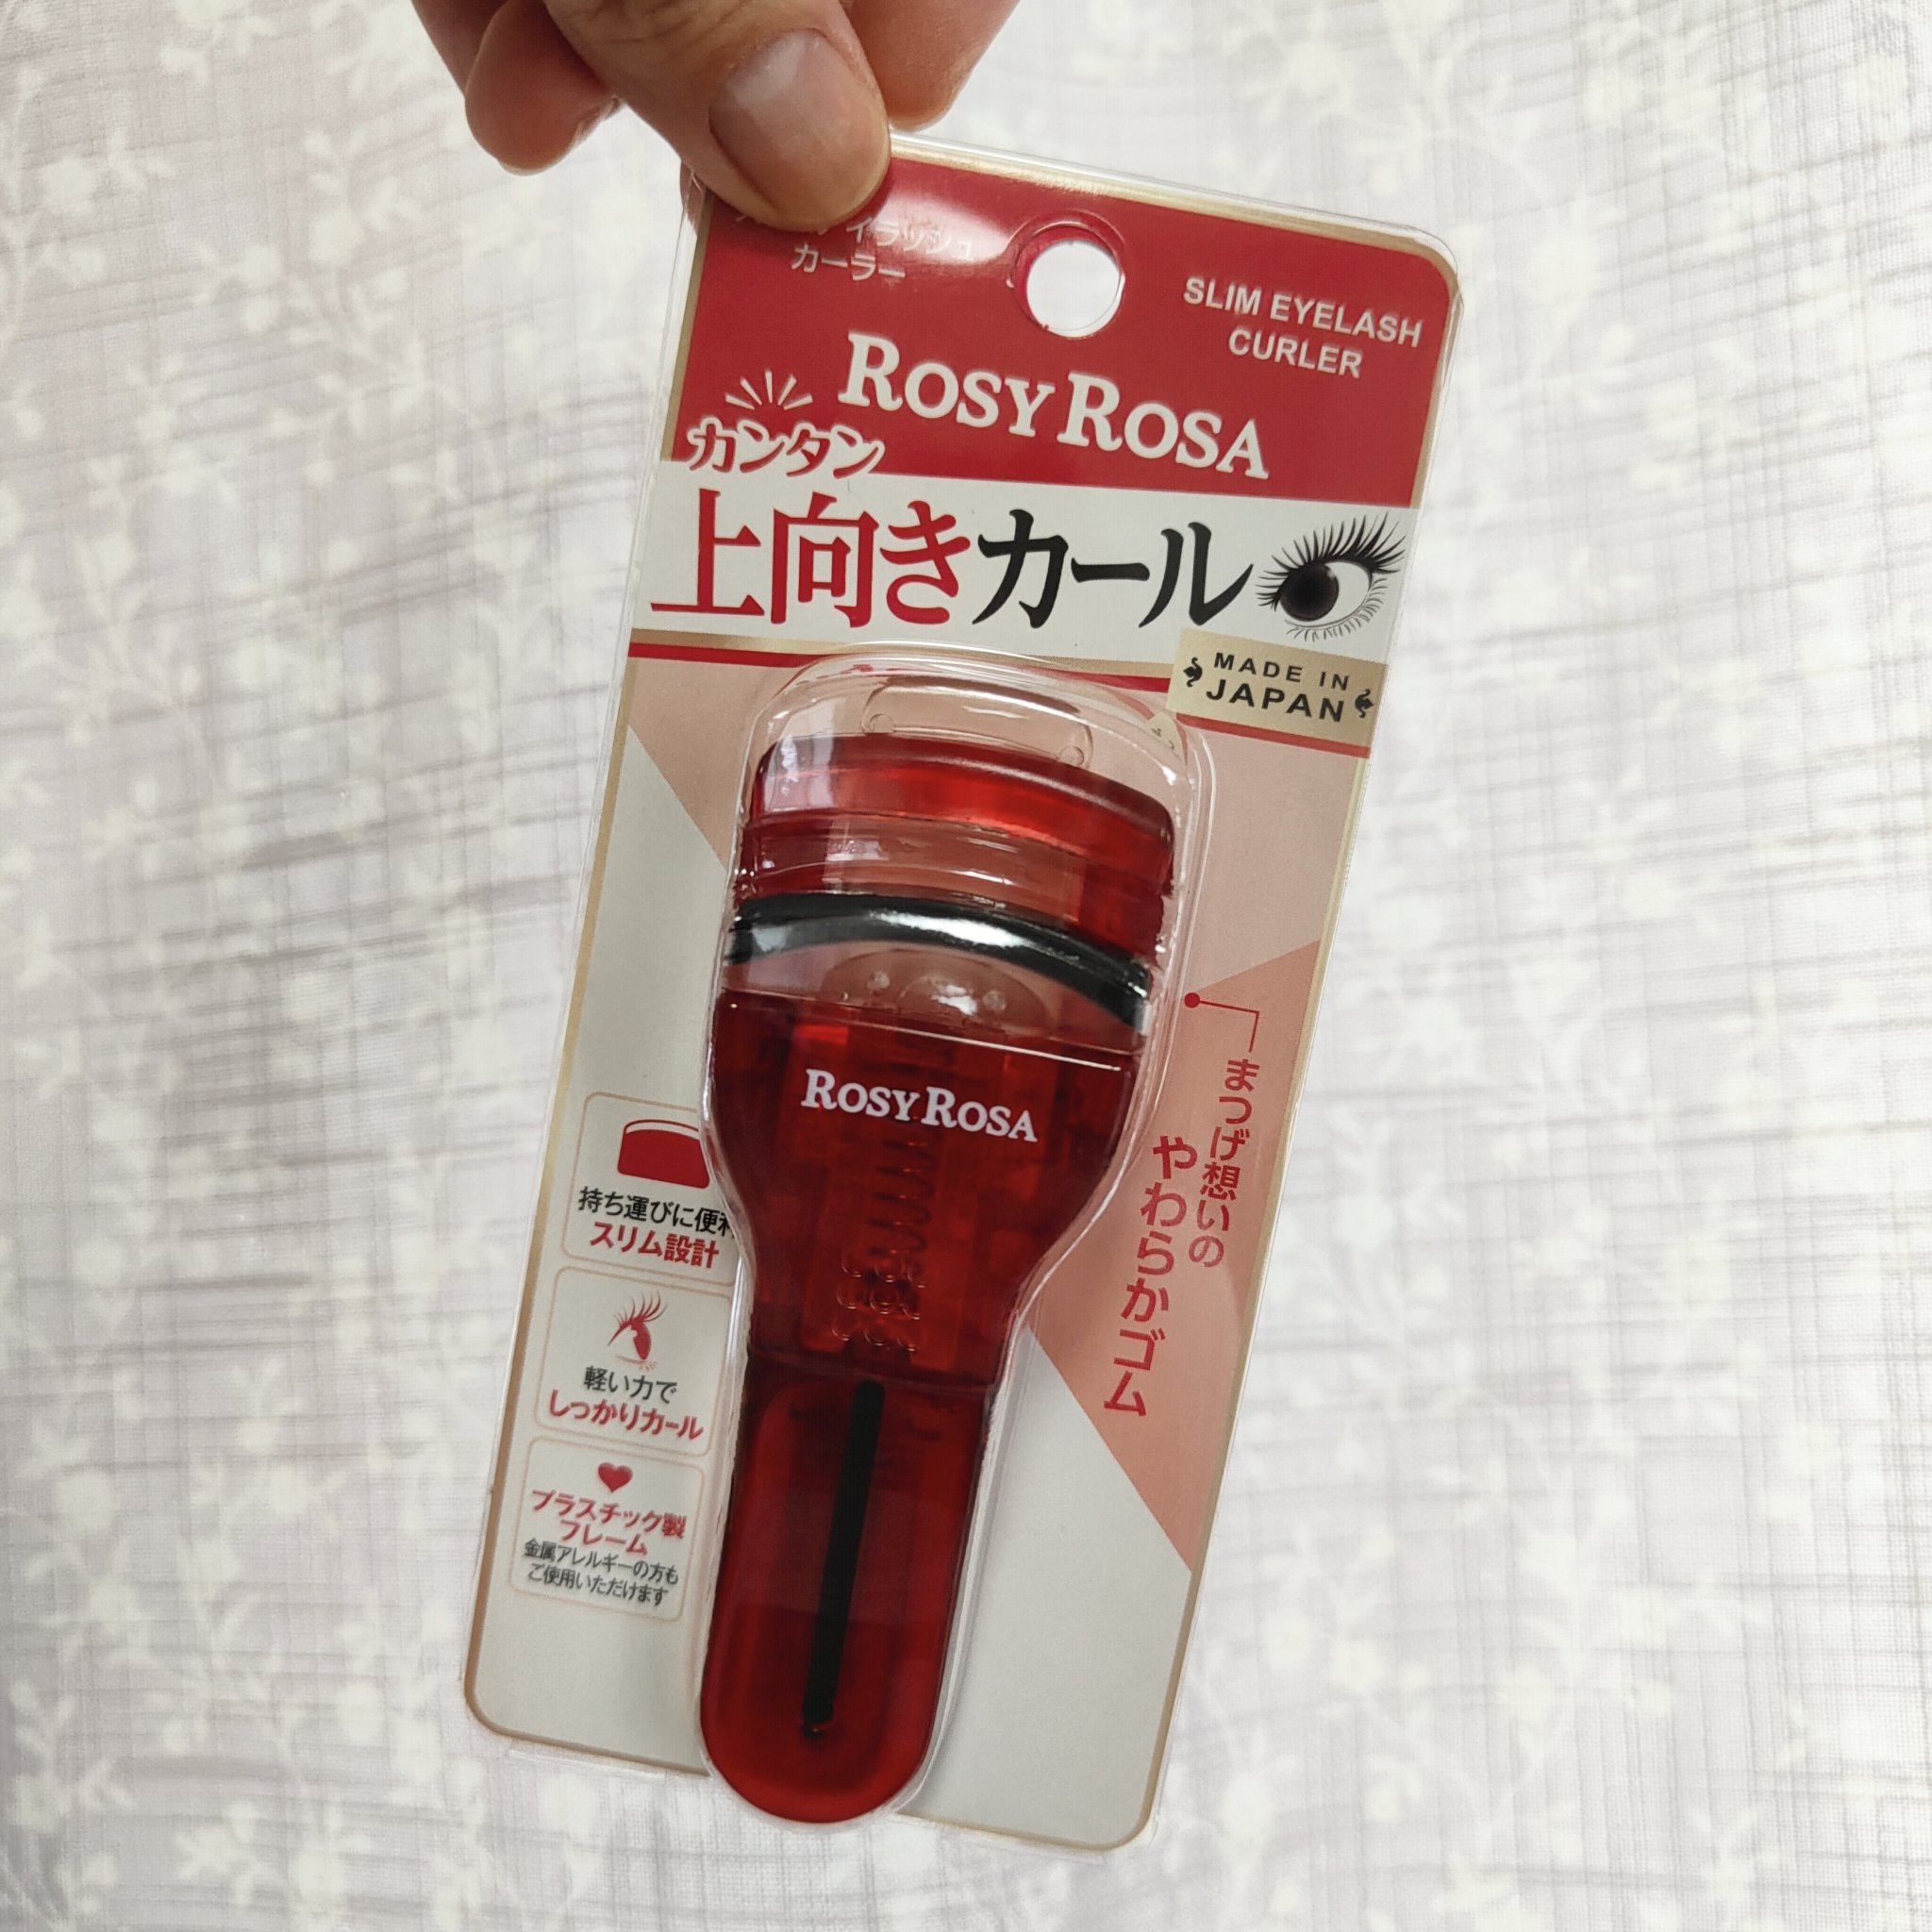 イラッシュ
カーラー
SLIM EYELASH
CURLER
ROSY ROSA
カンタン
上向きカール
MADE IN
JAPAN
ROSY ROSA
まつげ想いの
やわらかゴム
持ち運びに便利
スリム設計
軽い力で
しっかりカール
プラスチック製
フレーム
金属アレルギーの方も
ご使用いただけます